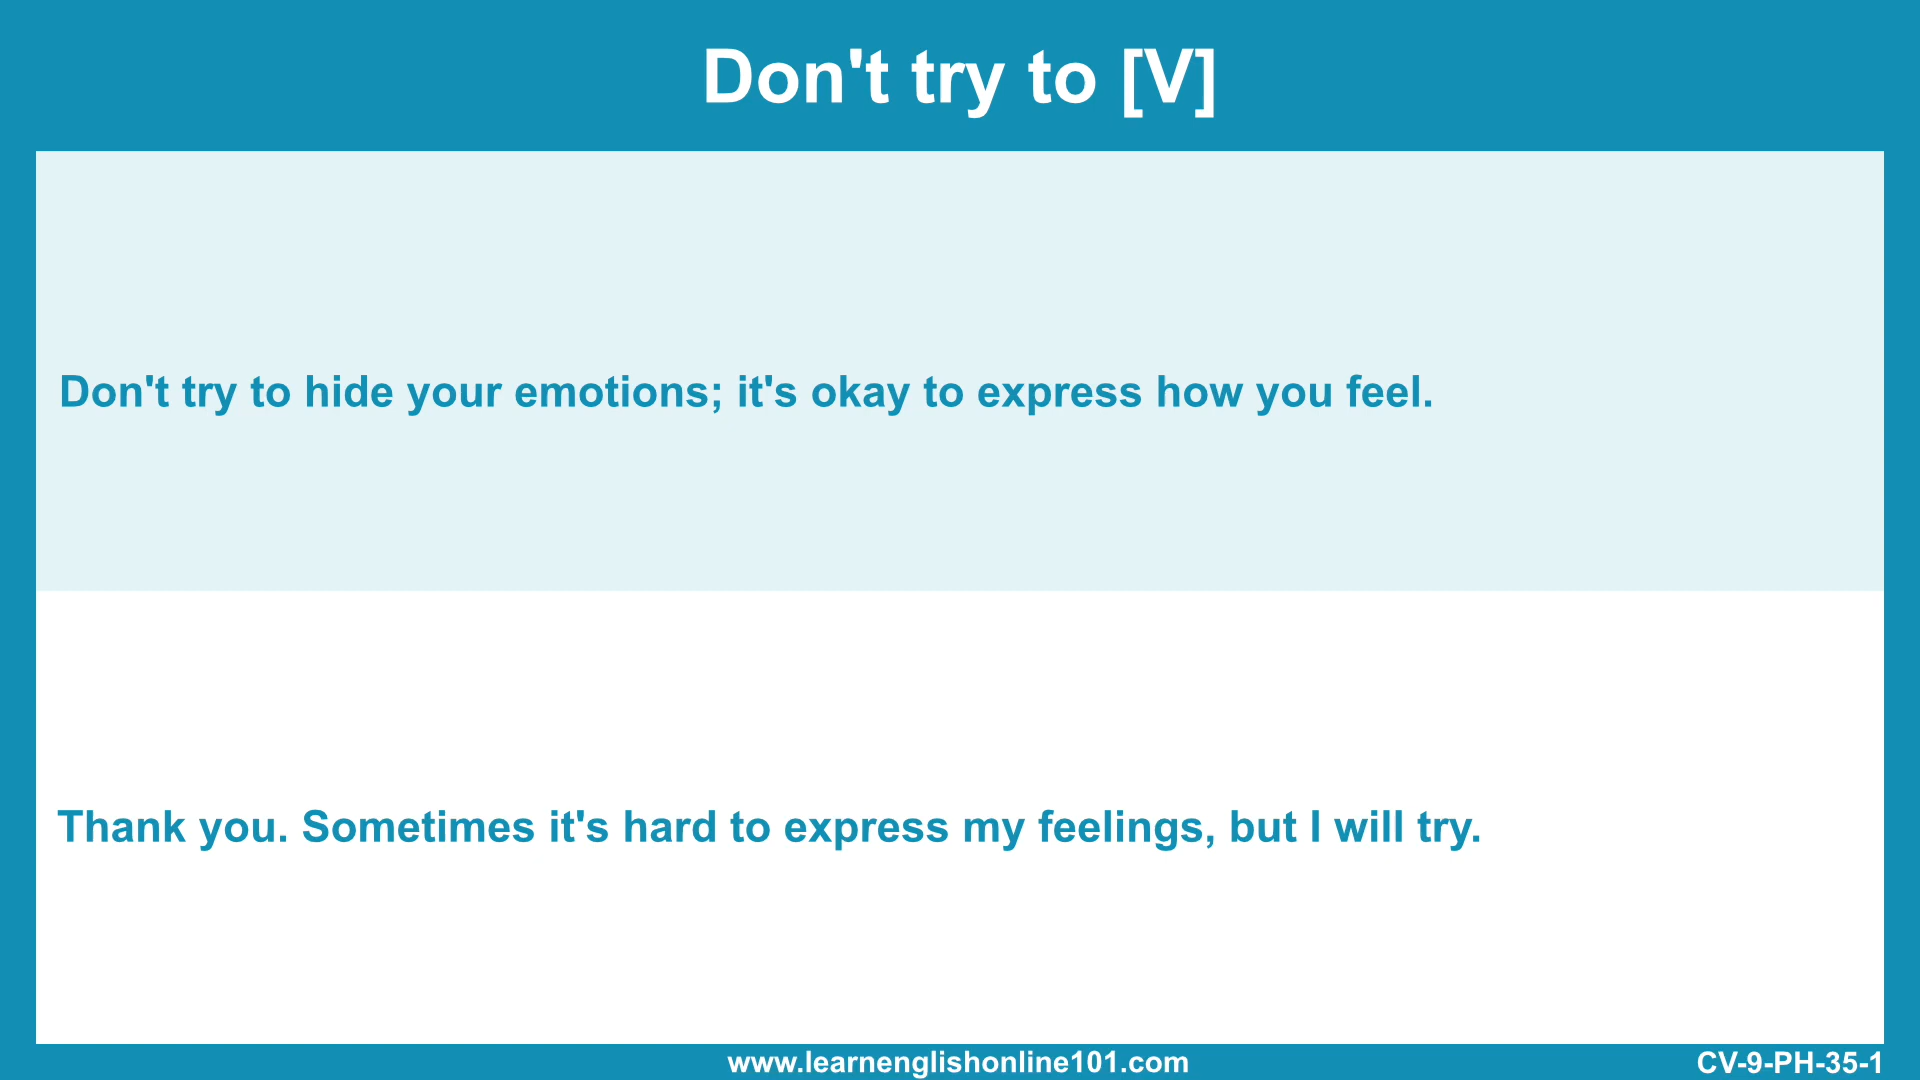 Don't try to [V]
Don't try to hide your emotions; it's okay to express how you feel.
Thank you. Sometimes it's hard to express my feelings, but I will try.
www.learnenglishonline101.com
CV-9-PH-35-1